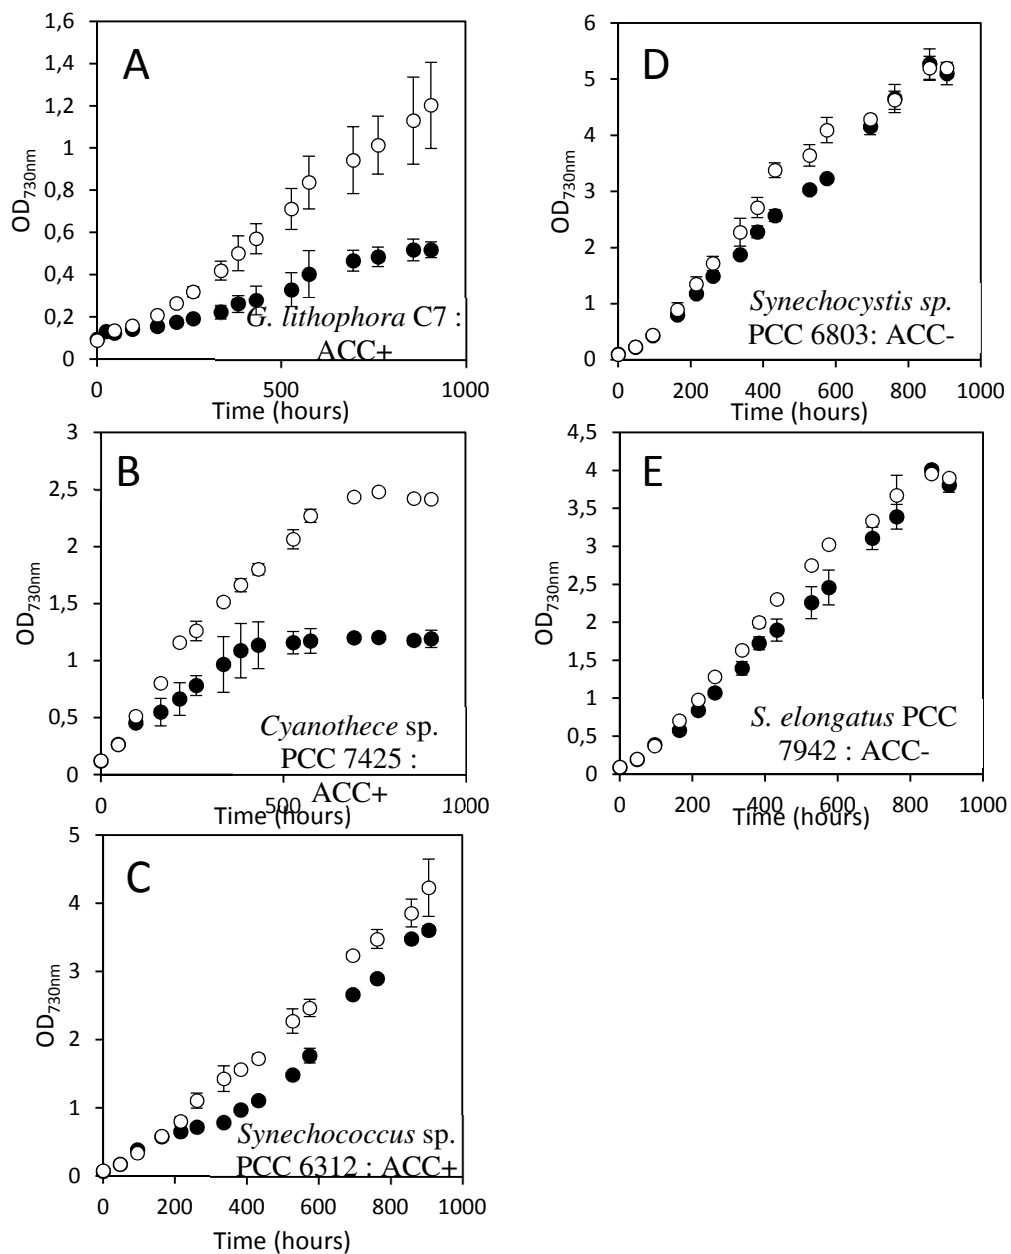 A
1,6
1,4
1,2
1
0,8
0,6
0,4
0,2
0
OD730nm
G. lithophora C7 :
ACC+
0 500 1000
Time (hours)
D
6
5
4
3
2
1
0
OD730nm
Synechocystis sp.
PCC 6803: ACC-
0 200 400 600 800 1000
Time (hours)
B
3
2,5
2
1,5
1
0,5
0
OD730nm
Cyanothece sp.
PCC 7425 :
ACC+
0 500 1000
Time (hours)
E
4,5
4
3,5
3
2,5
2
1,5
1
0,5
0
OD730nm
S. elongatus PCC
7942 : ACC-
0 200 400 600 800 1000
Time (hours)
C
5
4
3
2
1
0
OD730nm
Synechococcus sp.
PCC 6312 : ACC+
0 200 400 600 800 1000
Time (hours)